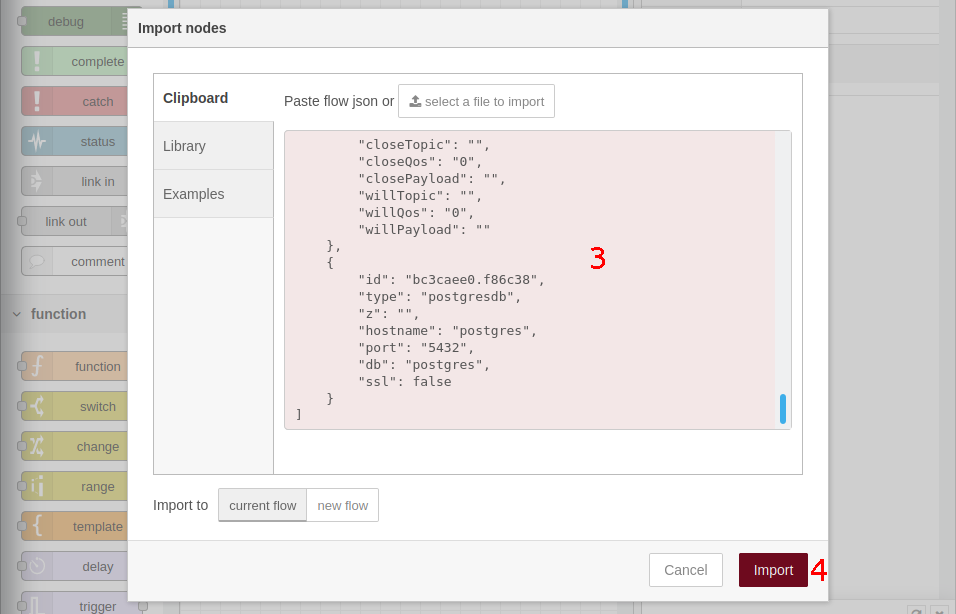 debug
complete
catch
status
link in
link out
comment
function
function
switch
change
range
template
delay
trigger
Import nodes
Clipboard
Library
Examples
Paste flow json or select a file to import
"closeTopic": "",
"closeQos": "0",
"closePayload": "",
"willTopic": "",
"willQos": "0",
"willPayload": ""
},
{
"id": "bc3caee0.f86c38",
"type": "postgresdb",
"z": "",
"hostname": "postgres",
"port": "5432",
"db": "postgres",
"ssl": false
}
]
3
Import to current flow new flow
Cancel Import 4